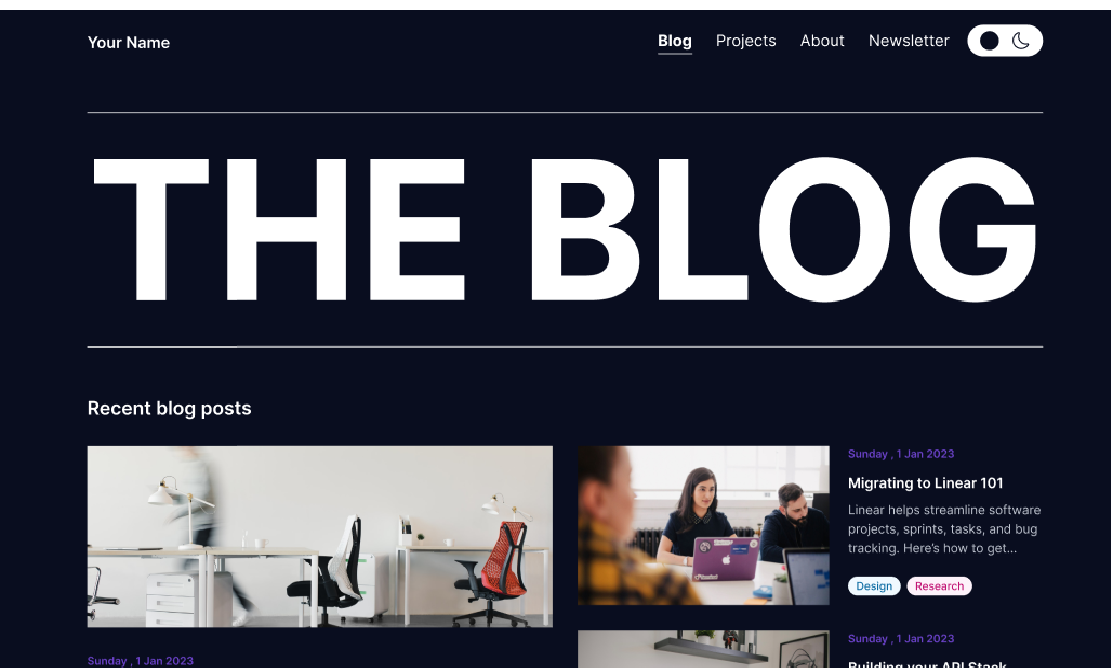 Your Name
Blog Projects About Newsletter
THE BLOG
Recent blog posts
Sunday , 1 Jan 2023
Sunday , 1 Jan 2023
Migrating to Linear 101
Linear helps streamline software
projects, sprints, tasks, and bug
tracking. Here's how to get...
Design Research
Sunday , 1 Jan 2023
Building your API Stack